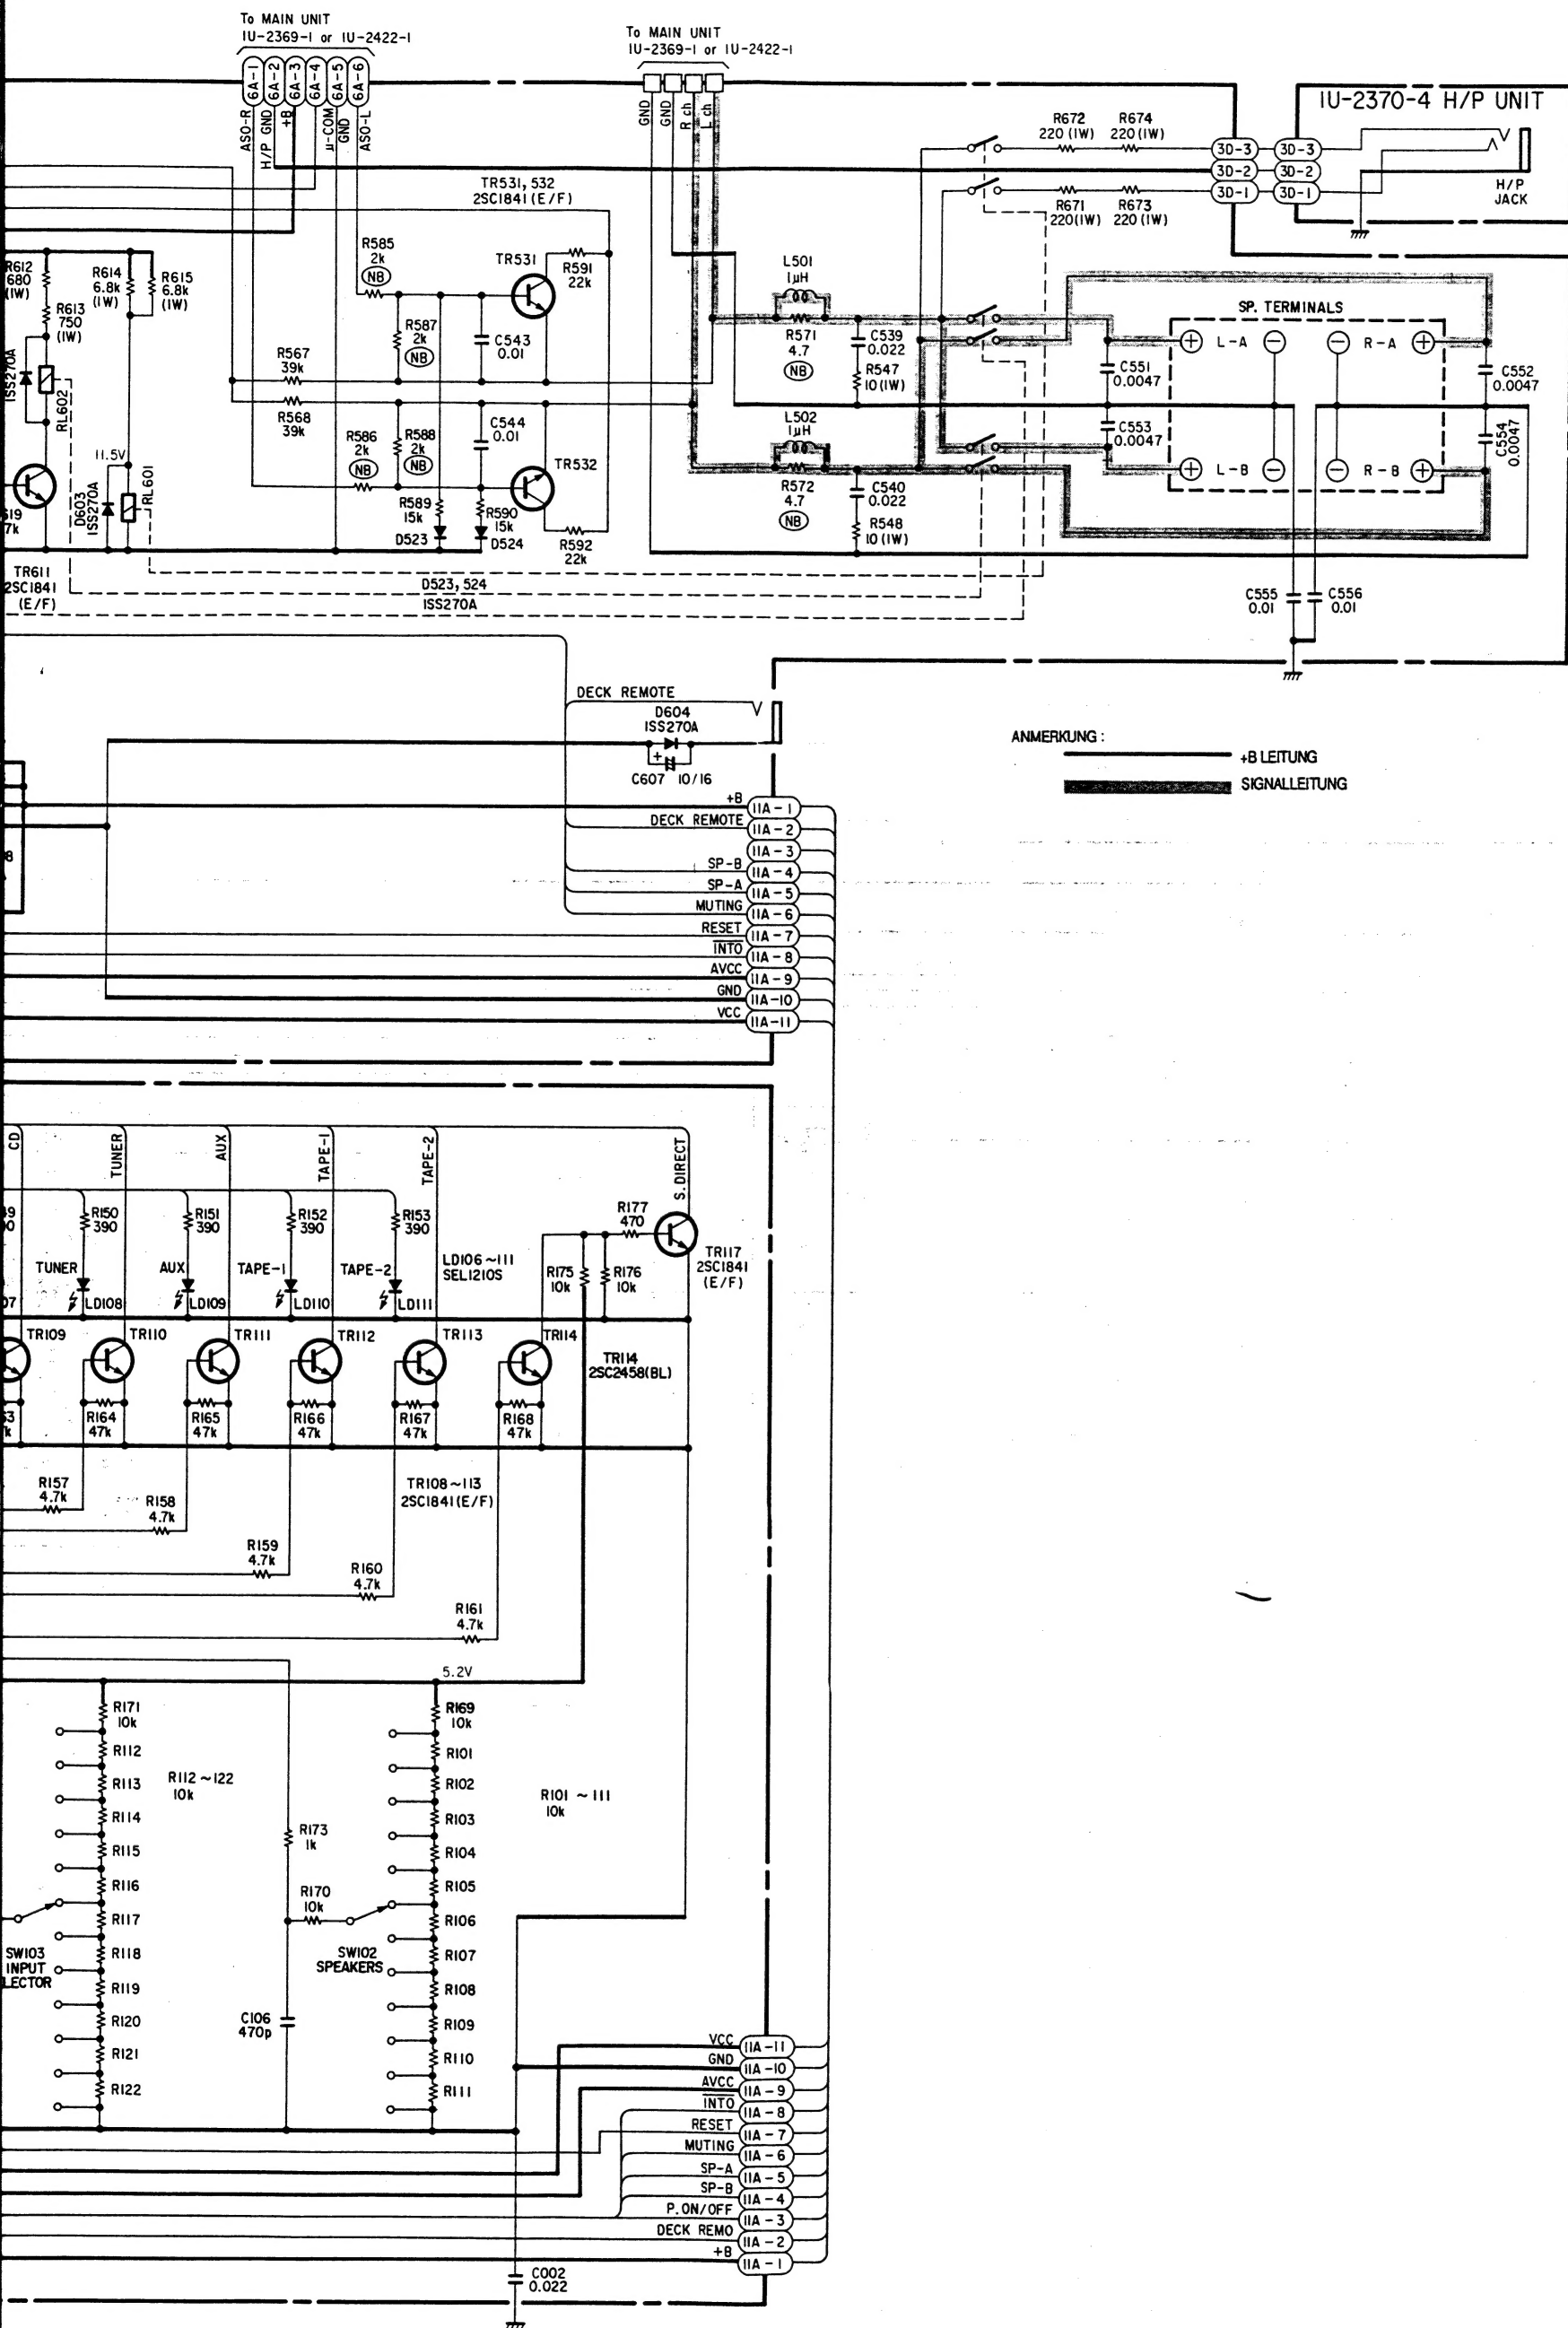 To MAIN UNIT
1U-2369-1 or 1U-2422-1
6A-1
6A-2
6A-3
6A-4
6A-5
6A-6
ASO-R
H/P GND
+B
μ-COM
GND
ASO-L
To MAIN UNIT
1U-2369-1 or 1U-2422-1
GND
GND
R ch
L ch
1U-2370-4 H/P UNIT
R672
220 (1W)
R674
220 (1W)
3D-3
3D-3
3D-2
3D-2
3D-1
3D-1
R671
220(1W)
R673
220 (1W)
H/P
JACK
TR531, 532
2SC1841 (E/F)
R612
680
(1W)
R613
750
(1W)
R614
6.8k
(1W)
R615
6.8k
(1W)
1SS270A
RL602
11.5V
D603
1SS270A
RL601
TR611
2SC1841
(E/F)
R585
2k
NB
TR531
R591
22k
R587
2k
NB
C543
0.01
R567
39k
R568
39k
R586
2k
NB
R588
2k
NB
C544
0.01
TR532
R589
15k
R590
15k
D523
D524
R592
22k
D523, 524
1SS270A
L501
1μH
R571
4.7
NB
C539
0.022
R547
10 (1W)
L502
1μH
R572
4.7
NB
C540
0.022
R548
10 (1W)
SP. TERMINALS
L-A
R-A
L-B
R-B
C551
0.0047
C552
0.0047
C553
0.0047
C554
0.0047
C555
0.01
C556
0.01
DECK REMOTE
D604
1SS270A
C607 10/16
ANMERKUNG :
+B LEITUNG
SIGNALLEITUNG
+B 11A-1
DECK REMOTE 11A-2
11A-3
SP-B 11A-4
SP-A 11A-5
MUTING 11A-6
RESET 11A-7
INTO 11A-8
AVCC 11A-9
GND 11A-10
VCC 11A-11
CD
TUNER
AUX
TAPE-1
TAPE-2
S.DIRECT
R150
390
R151
390
R152
390
R153
390
R177
470
TR117
2SC1841
(E/F)
TUNER
AUX
TAPE-1
TAPE-2
LD106~111
SEL1210S
R175
10k
R176
10k
LD108
LD109
LD110
LD111
TR109
TR110
TR111
TR112
TR113
TR114
TR114
2SC2458(BL)
R164
47k
R165
47k
R166
47k
R167
47k
R168
47k
R157
4.7k
R158
4.7k
TR108~113
2SC1841(E/F)
R159
4.7k
R160
4.7k
R161
4.7k
5.2V
R171
10k
R112
R113
R114
R115
R116
R117
R118
R119
R120
R121
R122
R112~122
10k
R173
1k
R170
10k
SW103
INPUT
LECTOR
SW102
SPEAKERS
C106
470p
R169
10k
R101
R102
R103
R104
R105
R106
R107
R108
R109
R110
R111
R101 ~ 111
10k
VCC 11A-11
GND 11A-10
AVCC 11A-9
INTO 11A-8
RESET 11A-7
MUTING 11A-6
SP-A 11A-5
SP-B 11A-4
P.ON/OFF 11A-3
DECK REMO 11A-2
+B 11A-1
C002
0.022